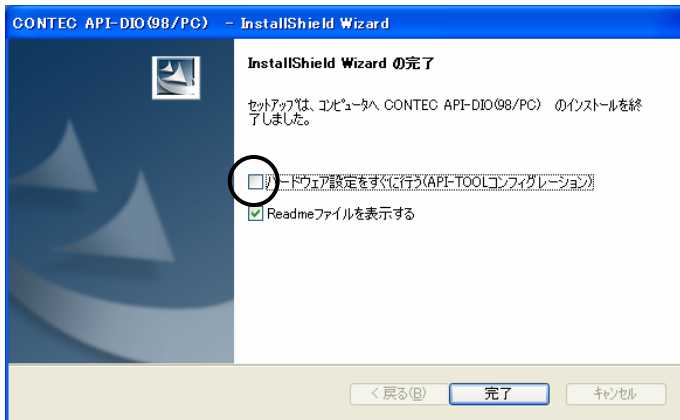 CONTEC API-DIO(98/PC) - InstallShield Wizard
InstallShield Wizard の完了
セットアップは、コンピュータへ CONTEC API-DIO(98/PC) のインストールを終
了しました。
ハードウェア設定をすぐに行う(API-TOOLコンフィグレーション)
Readmeファイルを表示する
< 戻る(B)
完了
キャンセル